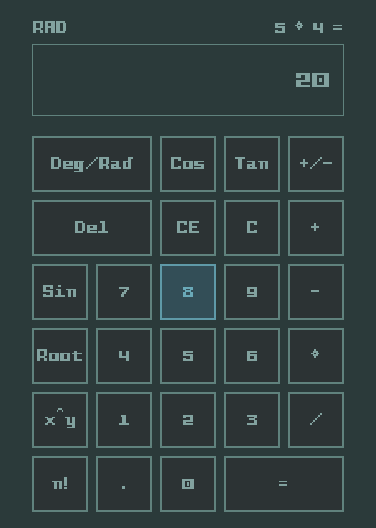 RAD 5 * 4 =
20
Deg/Rad Cos Tan +/-
Del CE C +
Sin 7 8 9 -
Root 4 5 6 *
x^y 1 2 3 /
n! . 0 =